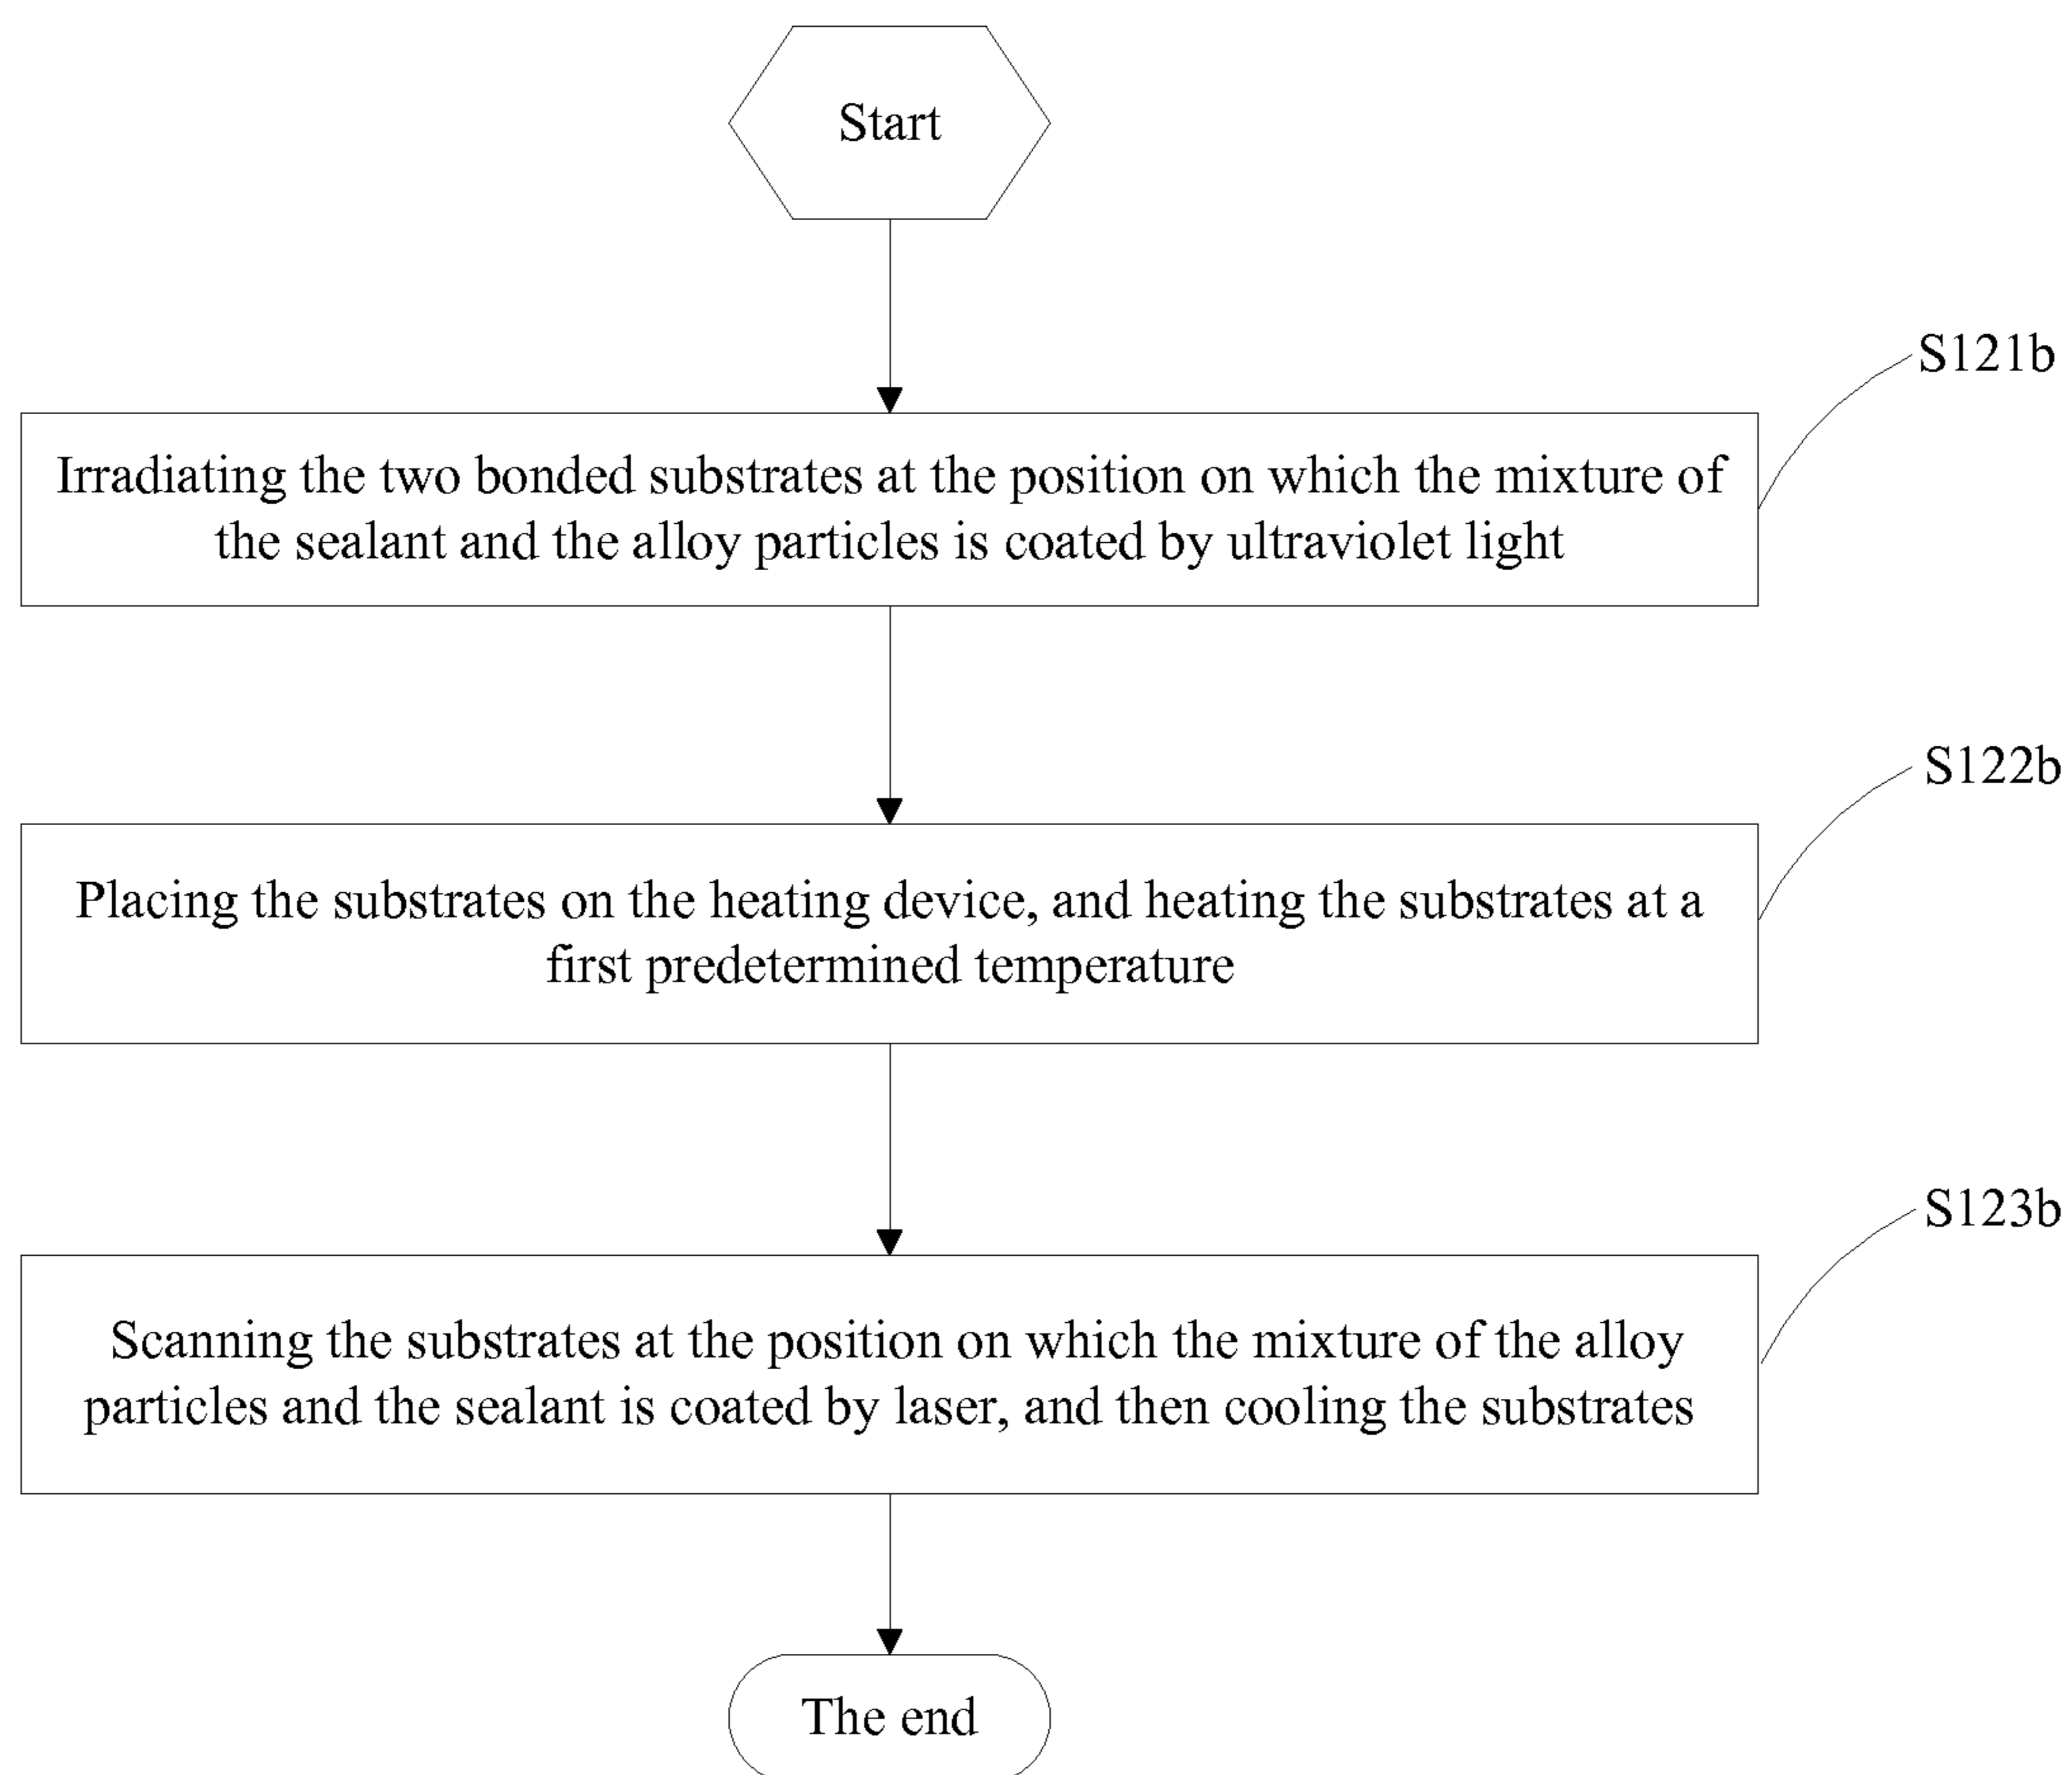 Start
S121b
Irradiating the two bonded substrates at the position on which the mixture of
the sealant and the alloy particles is coated by ultraviolet light
S122b
Placing the substrates on the heating device, and heating the substrates at a
first predetermined temperature
S123b
Scanning the substrates at the position on which the mixture of the alloy
particles and the sealant is coated by laser, and then cooling the substrates
The end